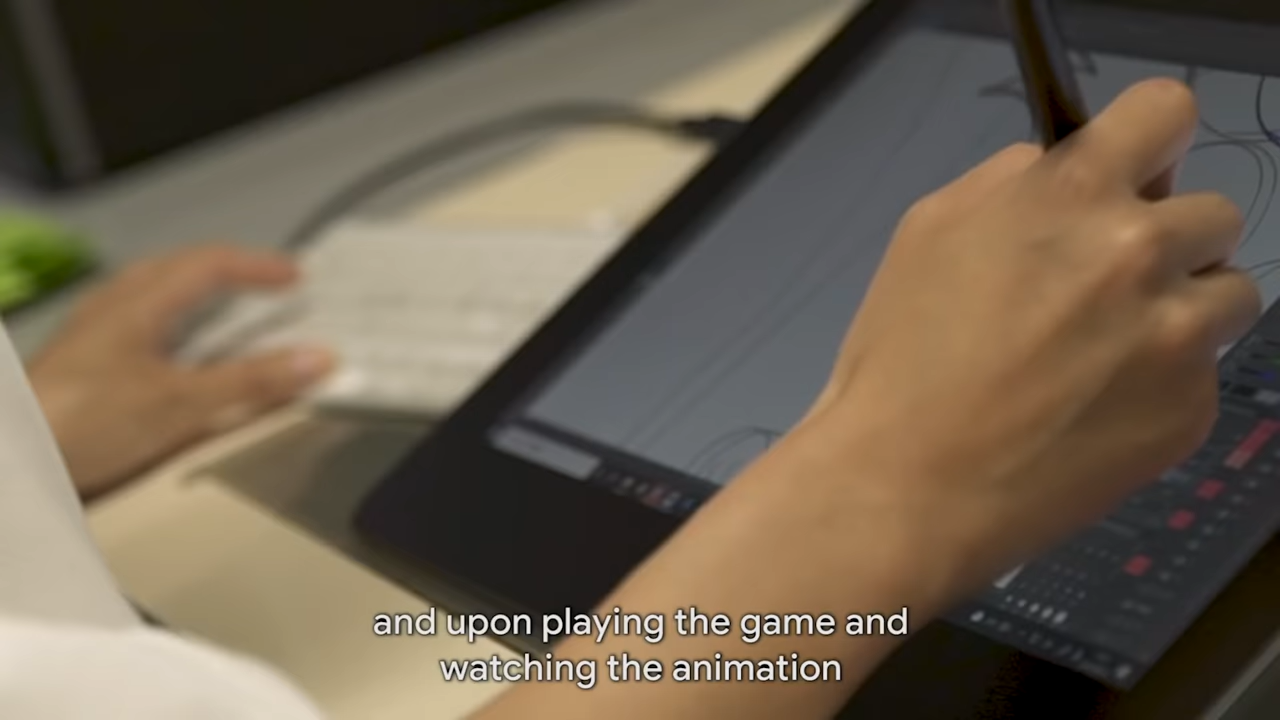 and upon playing the game and
watching the animation